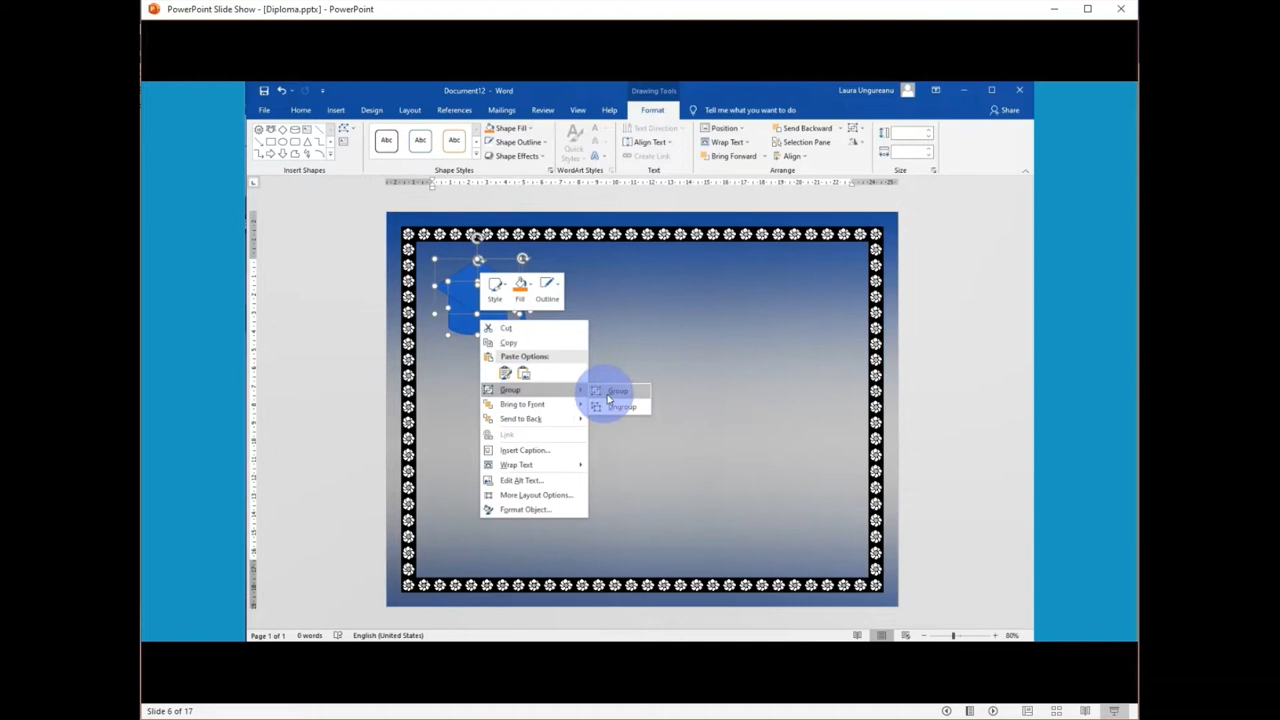 PowerPoint Slide Show - [Diploma.pptx] - PowerPoint
Document12 - Word
Drawing Tools
Laura Ungureanu
File Home Insert Design Layout References Mailings Review View Help Format Tell me what you want to do Share
Abc Abc Abc
Shape Fill
Shape Outline
Shape Effects
Quick Styles
Text Direction
Align Text
Create Link
Position
Wrap Text
Bring Forward
Send Backward
Selection Pane
Align
Insert Shapes Shape Styles WordArt Styles Text Arrange Size
Style Fill Outline
Cut
Copy
Paste Options:
Group
Group
Ungroup
Bring to Front
Send to Back
Link
Insert Caption...
Wrap Text
Edit Alt Text...
More Layout Options...
Format Object...
Page 1 of 1 0 words English (United States) 80%
Slide 6 of 17